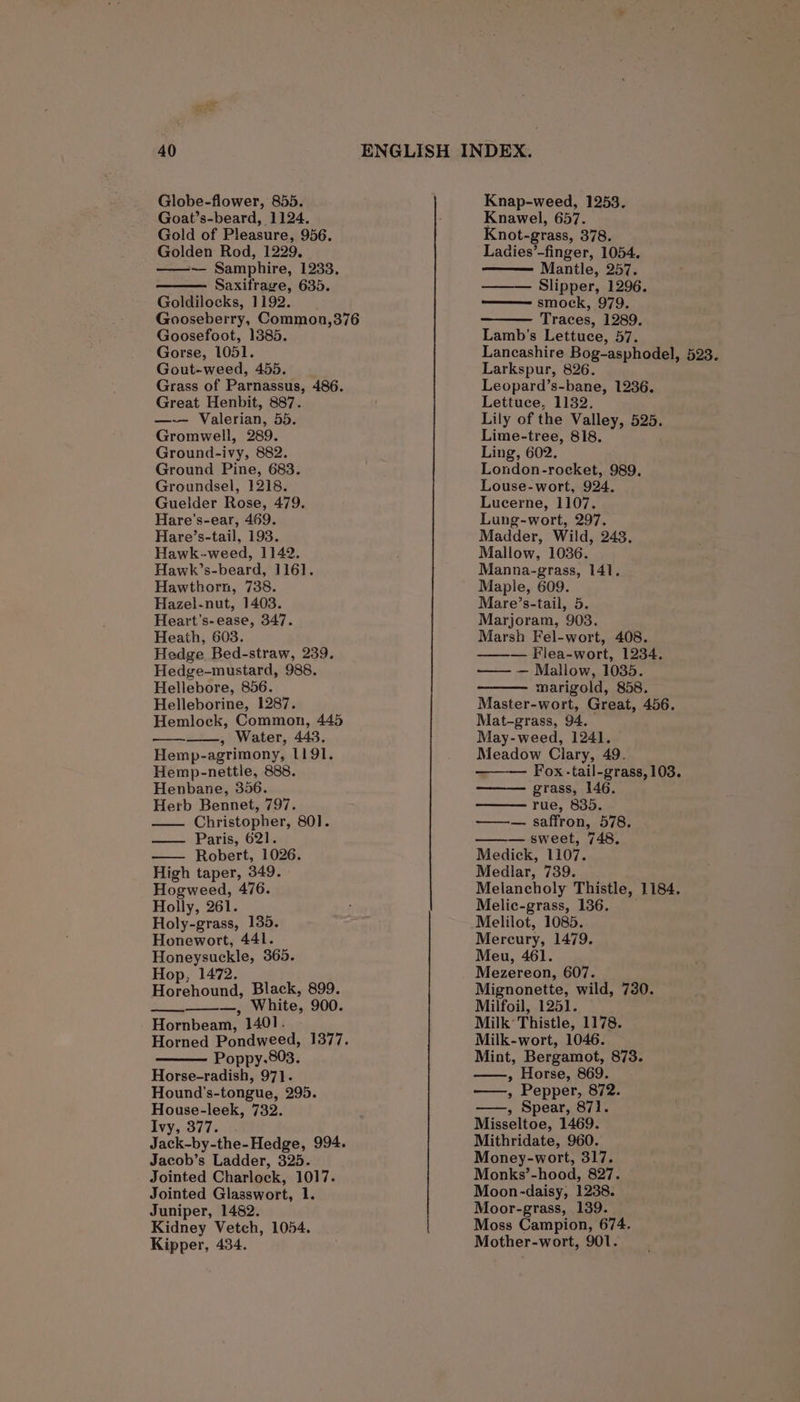 40 ENGLISH INDEX.
Globe-flower, 855.
Goat's-beard, 1124.
Gold of Pleasure, 956.
Golden Rod, 1229.
——— Samphire, 1233.
——— Saxifrage, 635.
Goldilocks, 1192.
Gooseberry, Common,376
Goosefoot, 1385.
Gorse, 1051.
Gout-weed, 455.
Grass of Parnassus, 486.
Great Henbit, 887.
—— Valerian, 55.
Gromwell, 289.
Ground-ivy, 882.
Ground Pine, 683.
Groundsel, 1218.
Guelder Rose, 479.
Hare's-ear, 469.
Hare's-tail, 193.
Hawk-weed, 1142.
Hawk's-beard, 1161.
Hawthorn, 738.
Hazel-nut, 1403.
Heart's-ease, 347.
Heath, 603.
Hedge Bed-straw, 239.
Hedge-mustard, 988.
Hellebore, 856.
Helleborine, 1287.
Hemlock, Common, 445
————, Water, 443.
Hemp-agrimony, 1191.
Hemp-nettle, 888.
Henbane, 356.
Herb Bennet, 797.
—— Christopher, 801.
—— Paris, 621.
—— Robert, 1026.
High taper, 349.
Hogweed, 476.
Holly, 261.
Holy-grass, 135.
Honewort, 441.
Honeysuckle, 365.
Hop, 1472.
Horehound, Black, 899.
—————, White, 900.
Hornbeam, 1401.
Horned Pondweed, 1377.
——— Poppy,803.
Horse-radish, 971.
Hound's-tongue, 295.
House-leek, 732.
Ivy, 377.
Jack-by-the-Hedge, 994.
Jacob's Ladder, 325.
Jointed Charlock, 1017.
Jointed Glasswort, 1.
Juniper, 1482.
Kidney Vetch, 1054.
Kipper, 434.
Knap-weed, 1253.
Knawel, 657.
Knot-grass, 378.
Ladies'-finger, 1054.
——— Mantle, 257.
——— Slipper, 1296.
——— smock, 979.
——— Traces, 1289.
Lamb's Lettuce, 57.
Lancashire Bog-asphodel, 523.
Larkspur, 826.
Leopard's-bane, 1236.
Lettuce, 1132.
Lily of the Valley, 525.
Lime-tree, 818.
Ling, 602.
London-rocket, 989.
Louse-wort, 924.
Lucerne, 1107.
Lung-wort, 297.
Madder, Wild, 243.
Mallow, 1036.
Manna-grass, 141.
Maple, 609.
Mare's-tail, 5.
Marjoram, 903.
Marsh Fel-wort, 408.
——— Flea-wort, 1234.
——— Mallow, 1035.
——— marigold, 858.
Master-wort, Great, 456.
Mat-grass, 94.
May-weed, 1241.
Meadow Clary, 49.
——— Fox-tail-grass,103.
——— grass, 146.
——— rue, 835.
——— saffron, 578.
——— sweet, 748.
Medick, 1107.
Medlar, 739.
Melancholy Thistle, 1184.
Melic-grass, 136.
Melilot, 1085.
Mercury, 1479.
Meu, 461.
Mezereon, 607.
Mignonette, wild, 730.
Milfoil, 1251.
Milk Thistle, 1178.
Milk-wort, 1046.
Mint, Bergamot, 873.
——, Horse, 869.
——, Pepper, 872.
——, Spear, 871.
Misseltoe, 1469.
Mithridate, 960.
Money-wort, 317.
Monks'-hood, 827.
Moon-daisy, 1238.
Moor-grass, 139.
Moss Campion, 674.
Mother-wort, 901.